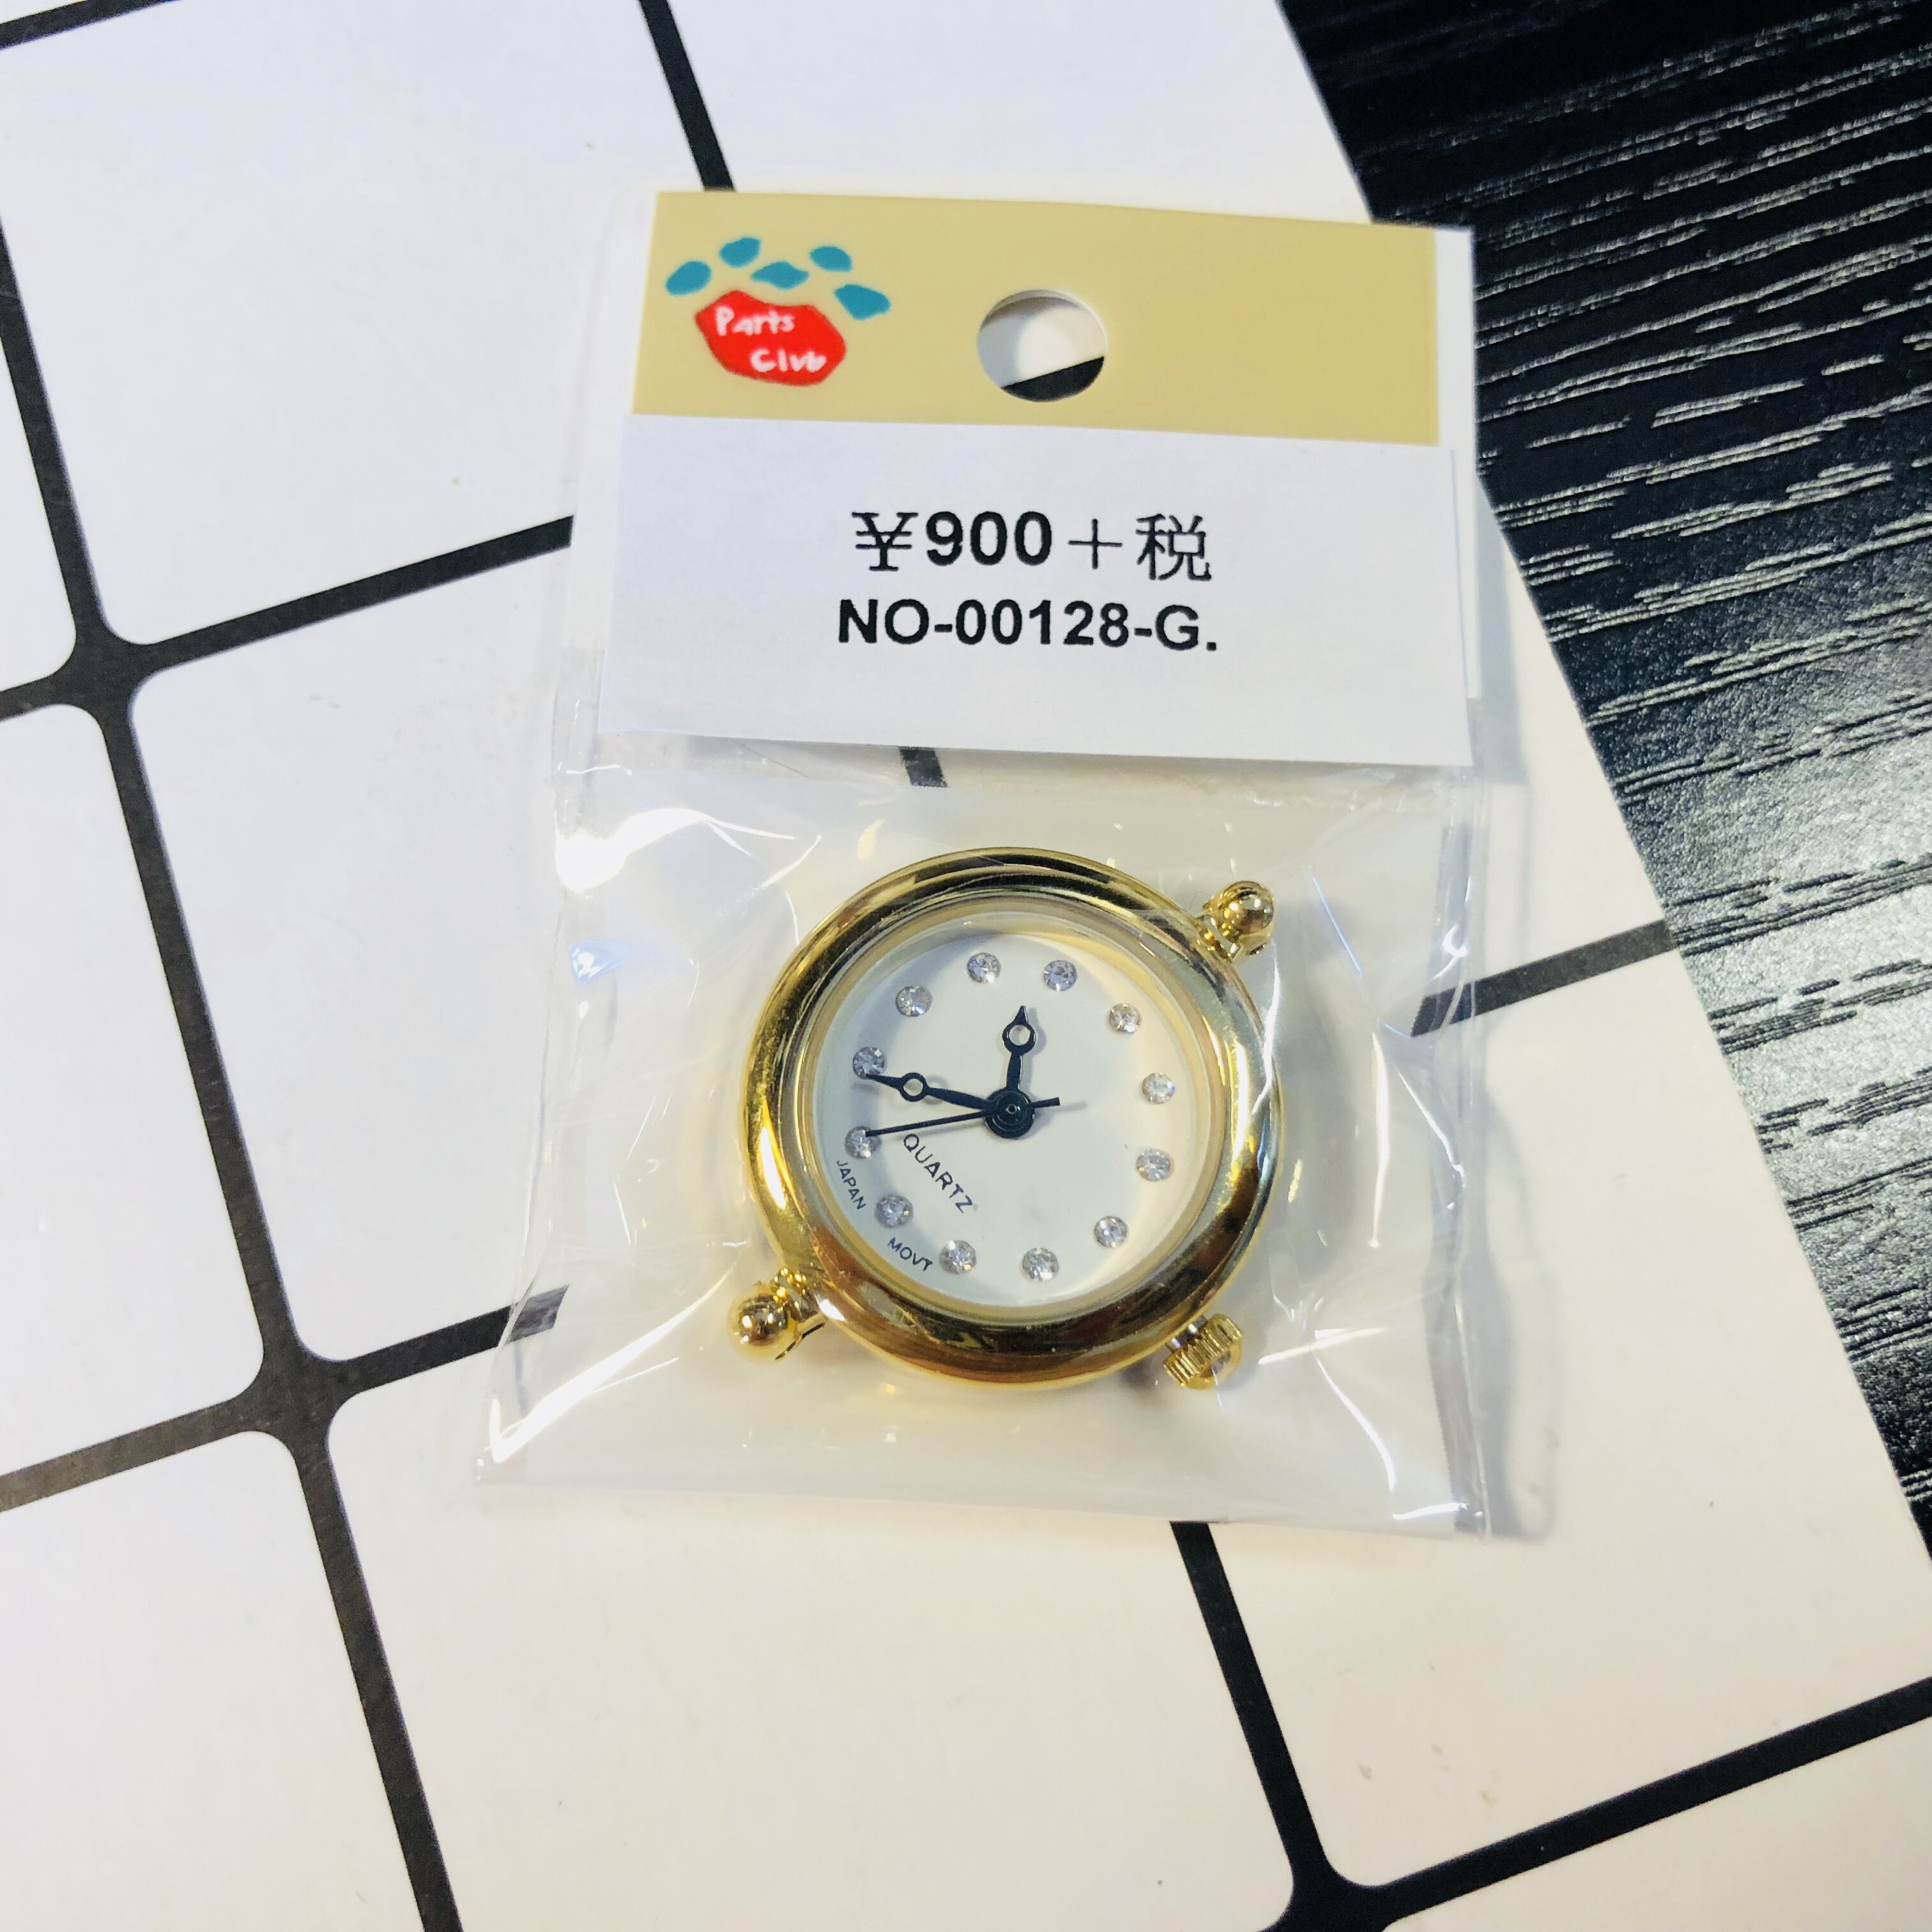 Parts
Club
¥900+税
NO-00128-G.
QUARTZ
JAPAN MOVT